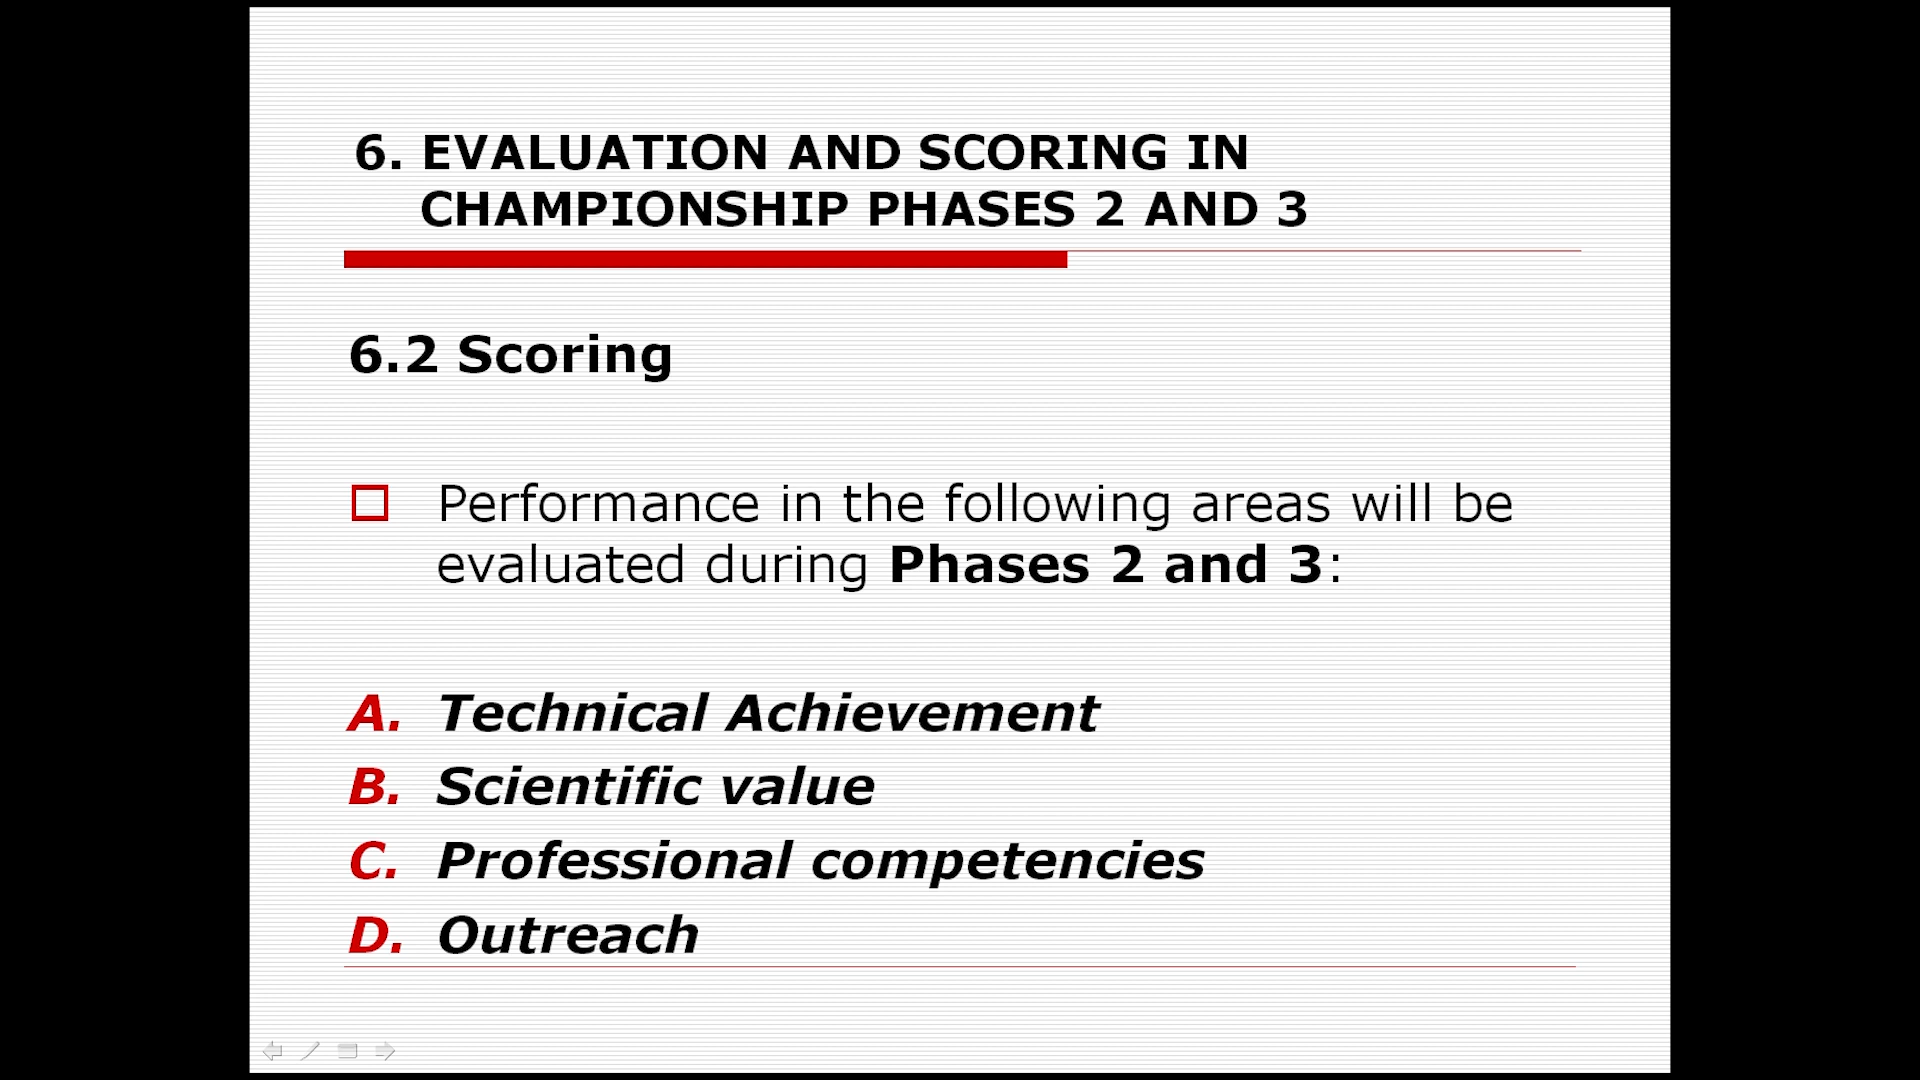 6. EVALUATION AND SCORING IN
CHAMPIONSHIP PHASES 2 AND 3
6.2 Scoring
Performance in the following areas will be
evaluated during Phases 2 and 3:
A. Technical Achievement
B. Scientific value
C. Professional competencies
D. Outreach